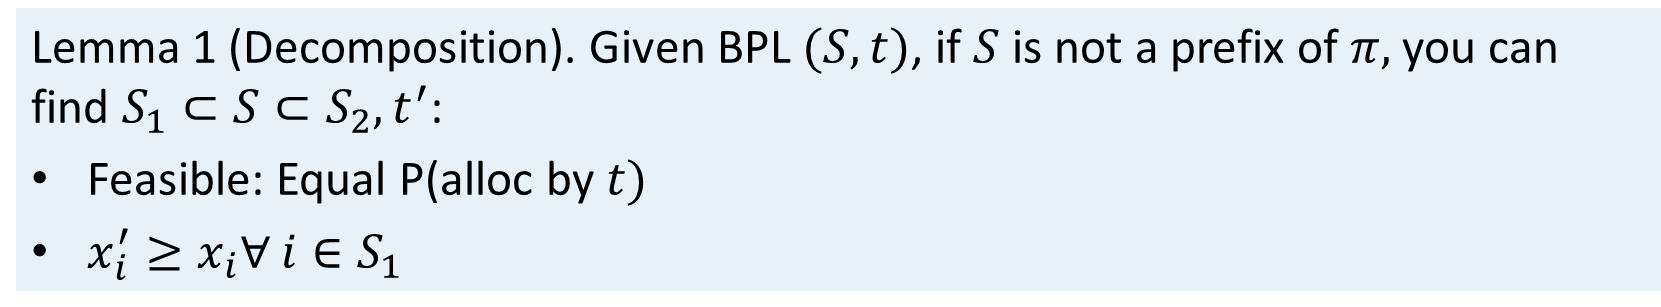 Lemma 1 (Decomposition). Given BPL (S, t), if S is not a prefix of π, you can
find S₁ ⊂ S ⊂ S₂, t′:
• Feasible: Equal P(alloc by t)
• x′ᵢ ≥ xᵢ∀ i ∈ S₁